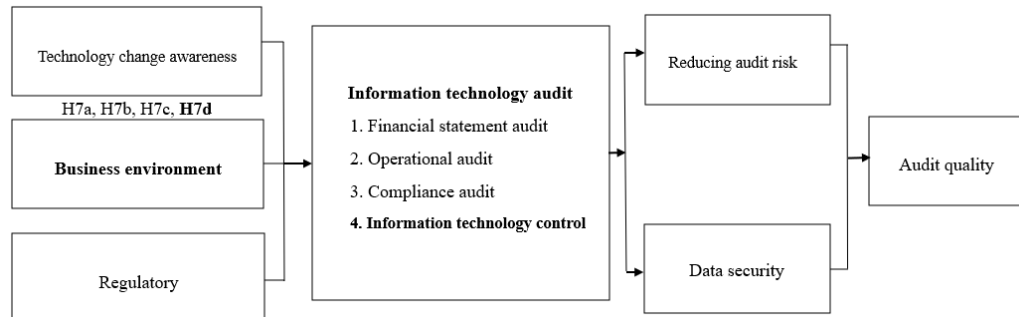 Technology change awareness
H7a, H7b, H7c, H7d
Business environment
Regulatory
Information technology audit
1. Financial statement audit
2. Operational audit
3. Compliance audit
4. Information technology control
Reducing audit risk
Data security
Audit quality